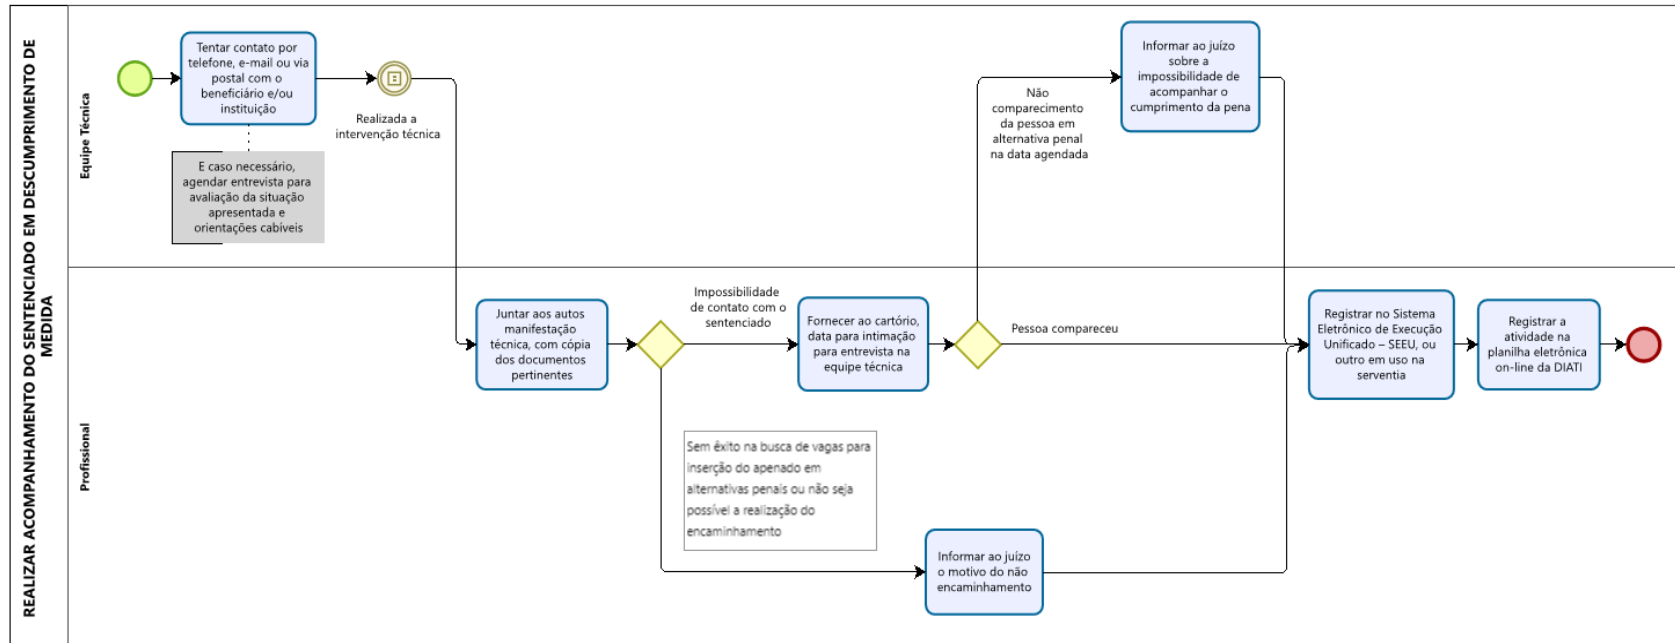 REALIZAR ACOMPANHAMENTO DO SENTENCIADO EM DESCUMPRIMENTO DE
MEDIDA
Equipe Técnica
Tentar contato por
telefone, e-mail ou via
postal com o
beneficiário e/ou
instituição
E caso necessário,
agendar entrevista para
avaliação da situação
apresentada e
orientações cabíveis
Realizada a
intervenção técnica
Não
comparecimento
da pessoa em
alternativa penal
na data agendada
Informar ao juízo
sobre a
impossibilidade de
acompanhar o
cumprimento da pena
Profissional
Juntar aos autos
manifestação
técnica, com cópia
dos documentos
pertinentes
Impossibilidade
de contato com o
sentenciado
Fornecer ao cartório,
data para intimação
para entrevista na
equipe técnica
Pessoa compareceu
Sem êxito na busca de vagas para
inserção do apenado em
alternativas penais ou não seja
possível a realização do
encaminhamento
Informar ao juízo
o motivo do não
encaminhamento
Registrar no Sistema
Eletrônico de Execução
Unificado – SEEU, ou
outro em uso na
serventia
Registrar a
atividade na
planilha eletrônica
on-line da DIATI